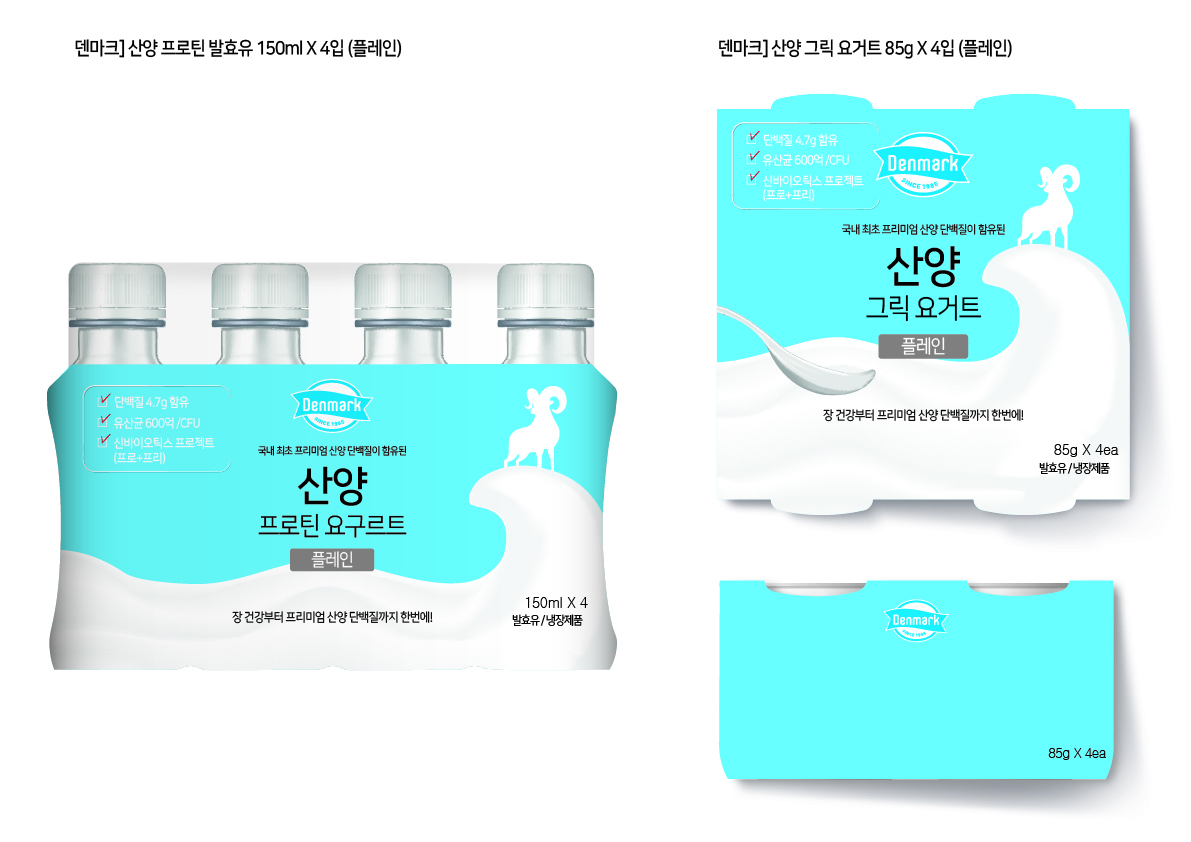 덴마크] 산양 프로틴 발효유 150ml X 4입 (플레인)
단백질 4.7g 함유
유산균 600억 /CFU
신바이오틱스 프로젝트
(프로+프리)
Denmark
SINCE 1985
국내 최초 프리미엄 산양 단백질이 함유된
산양
프로틴 요구르트
플레인
장 건강부터 프리미엄 산양 단백질까지 한번에!
150ml X 4
발효유 / 냉장제품
덴마크] 산양 그릭 요거트 85g X 4입 (플레인)
단백질 4.7g 함유
유산균 600억 /CFU
신바이오틱스 프로젝트
(프로+프리)
Denmark
SINCE 1985
국내 최초 프리미엄 산양 단백질이 함유된
산양
그릭 요거트
플레인
장 건강부터 프리미엄 산양 단백질까지 한번에!
85g X 4ea
발효유 / 냉장제품
Denmark
SINCE 1985
85g X 4ea